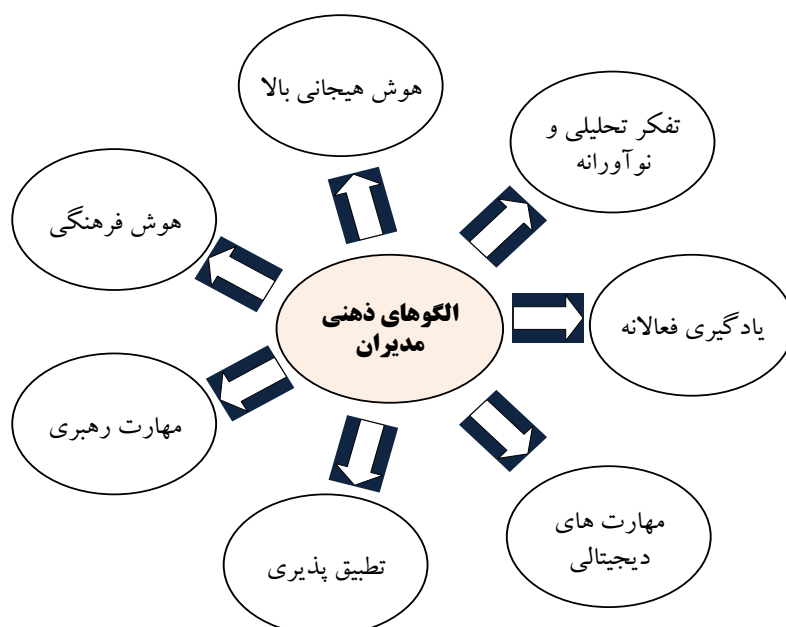 هوش هیجانی بالا
تفکر تحلیلی و
نوآورانه
هوش فرهنگی
الگوهای ذهنی
مدیران
یادگیری فعالانه
مهارت رهبری
مهارت های
دیجیتالی
تطبیق پذیری